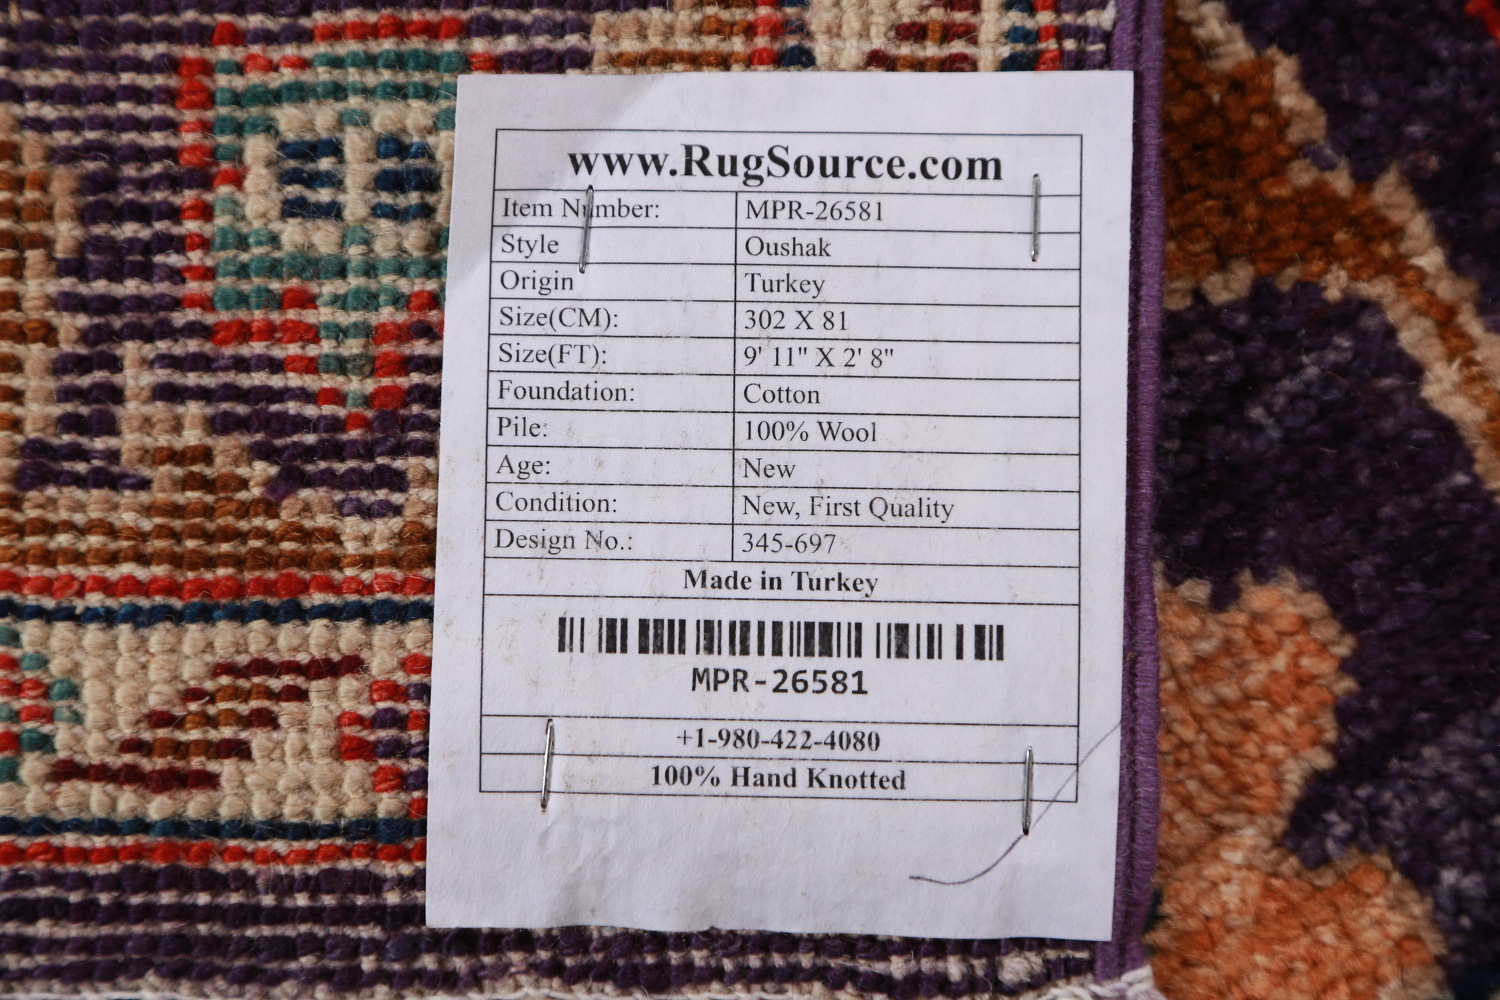 www.RugSource.com
Item Number: MPR-26581
Style Oushak
Origin Turkey
Size(CM): 302 X 81
Size(FT): 9' 11" X 2' 8"
Foundation: Cotton
Pile: 100% Wool
Age: New
Condition: New, First Quality
Design No.: 345-697
Made in Turkey
MPR-26581
+1-980-422-4080
100% Hand Knotted